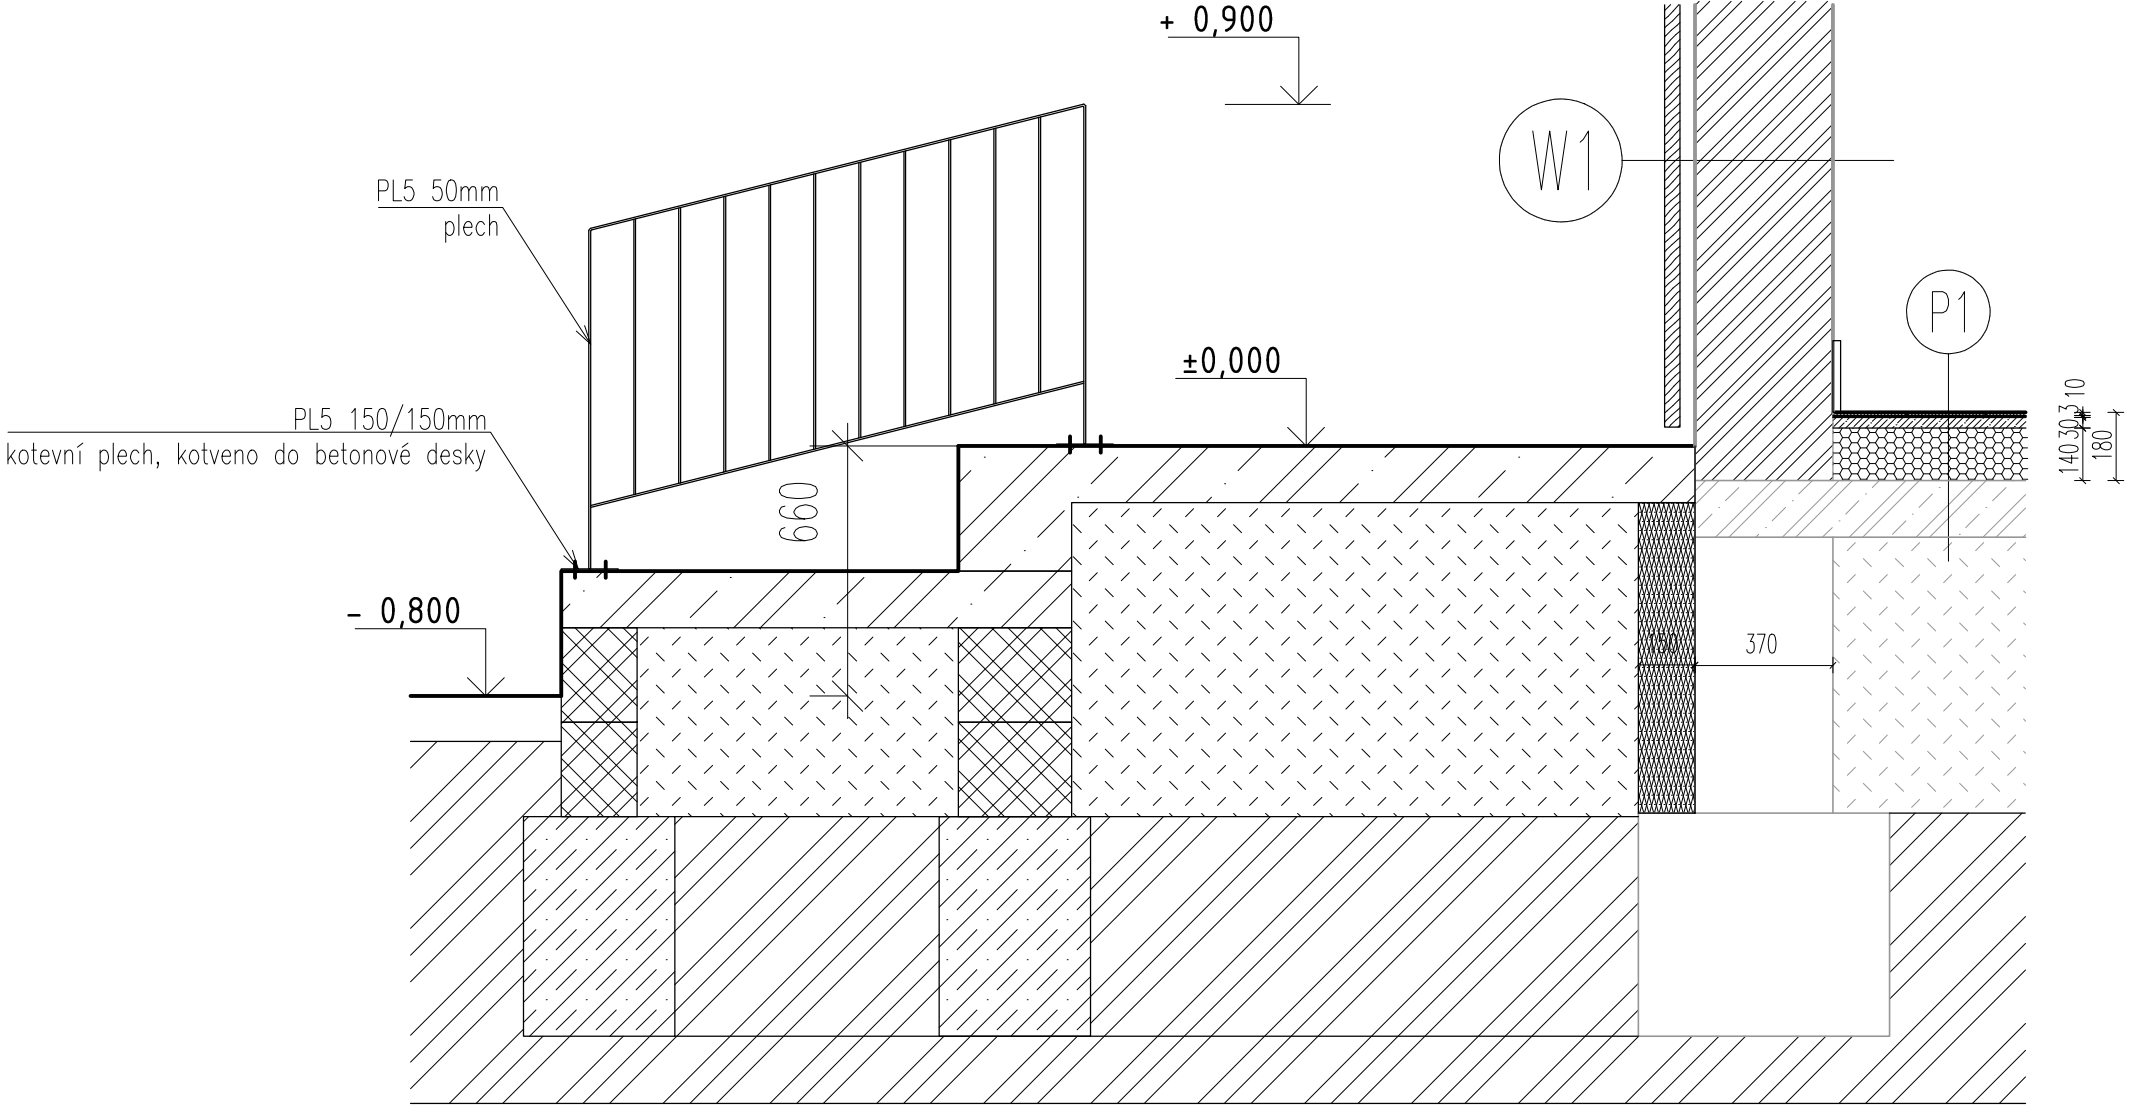 + 0,900
W1
PL5 50mm
plech
P1
±0,000
PL5 150/150mm
kotevní plech, kotveno do betonové desky
660
- 0,800
150
370
10
3
30
140
180